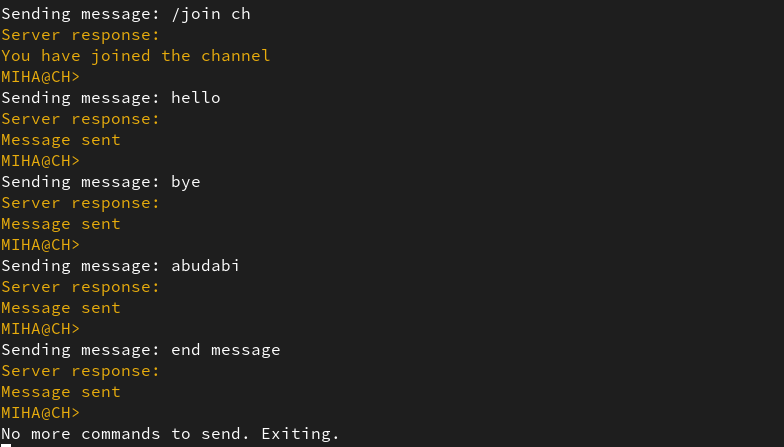 Sending message: /join ch
Server response:
You have joined the channel
MIHA@CH>
Sending message: hello
Server response:
Message sent
MIHA@CH>
Sending message: bye
Server response:
Message sent
MIHA@CH>
Sending message: abudabi
Server response:
Message sent
MIHA@CH>
Sending message: end message
Server response:
Message sent
MIHA@CH>
No more commands to send. Exiting.